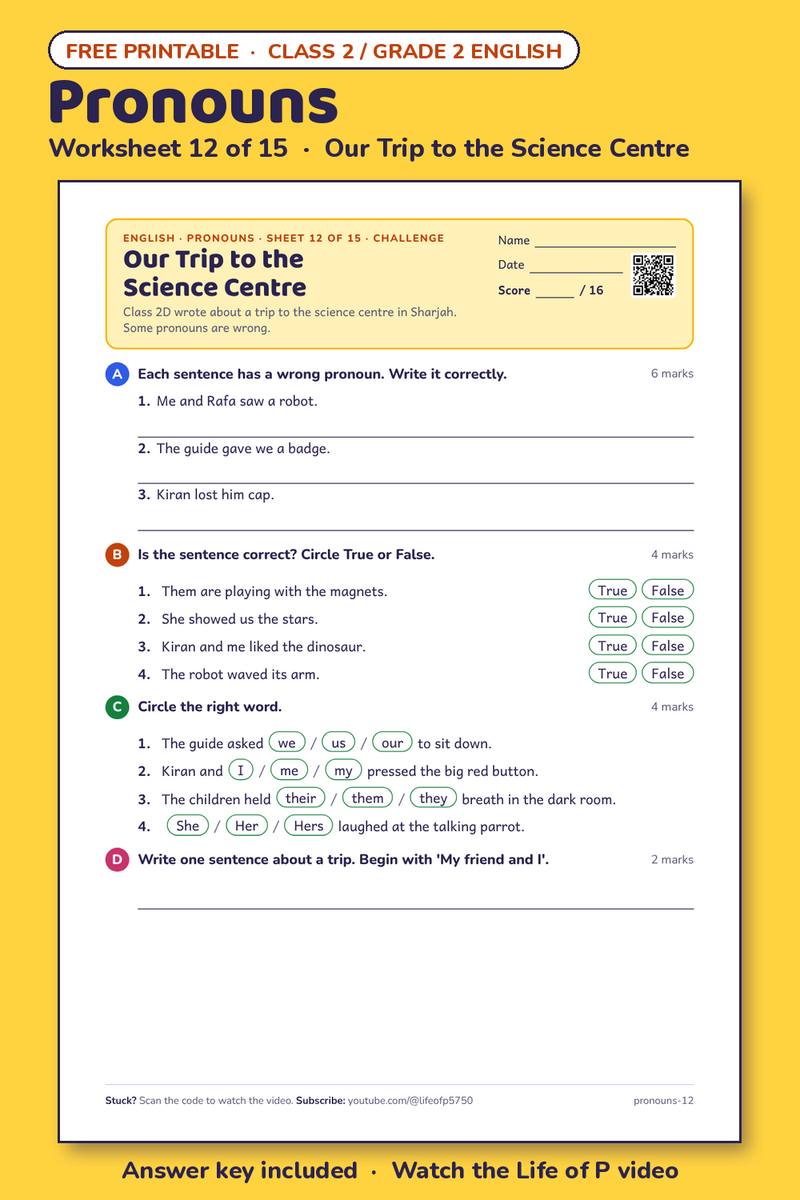 FREE PRINTABLE · CLASS 2 / GRADE 2 ENGLISH
Pronouns
Worksheet 12 of 15 · Our Trip to the Science Centre
ENGLISH · PRONOUNS · SHEET 12 OF 15 · CHALLENGE
Our Trip to the
Science Centre
Class 2D wrote about a trip to the science centre in Sharjah.
Some pronouns are wrong.
Name
Date
Score / 16
A Each sentence has a wrong pronoun. Write it correctly. 6 marks
1. Me and Rafa saw a robot.
2. The guide gave we a badge.
3. Kiran lost him cap.
B Is the sentence correct? Circle True or False. 4 marks
1. Them are playing with the magnets. True False
2. She showed us the stars. True False
3. Kiran and me liked the dinosaur. True False
4. The robot waved its arm. True False
C Circle the right word. 4 marks
1. The guide asked we / us / our to sit down.
2. Kiran and I / me / my pressed the big red button.
3. The children held their / them / they breath in the dark room.
4. She / Her / Hers laughed at the talking parrot.
D Write one sentence about a trip. Begin with 'My friend and I'. 2 marks
Stuck? Scan the code to watch the video. Subscribe: youtube.com/@lifeofp5750 pronouns-12
Answer key included · Watch the Life of P video